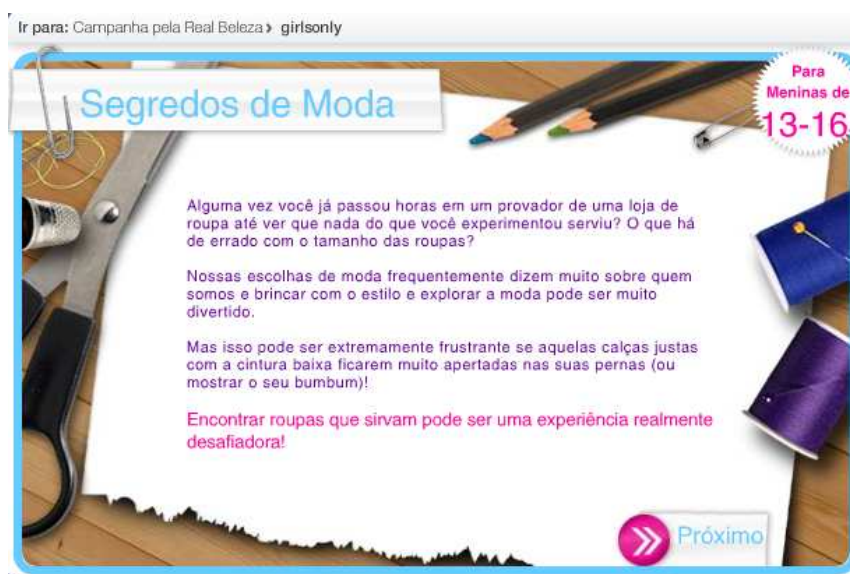 Ir para: Campanha pela Real Beleza › girlsonly
Segredos de Moda
Para
Meninas de
13-16
Alguma vez você já passou horas em um provador de uma loja de
roupa até ver que nada do que você experimentou serviu? O que há
de errado com o tamanho das roupas?
Nossas escolhas de moda frequentemente dizem muito sobre quem
somos e brincar com o estilo e explorar a moda pode ser muito
divertido.
Mas isso pode ser extremamente frustrante se aquelas calças justas
com a cintura baixa ficarem muito apertadas nas suas pernas (ou
mostrar o seu bumbum)!
Encontrar roupas que sirvam pode ser uma experiência realmente
desafiadora!
Próximo